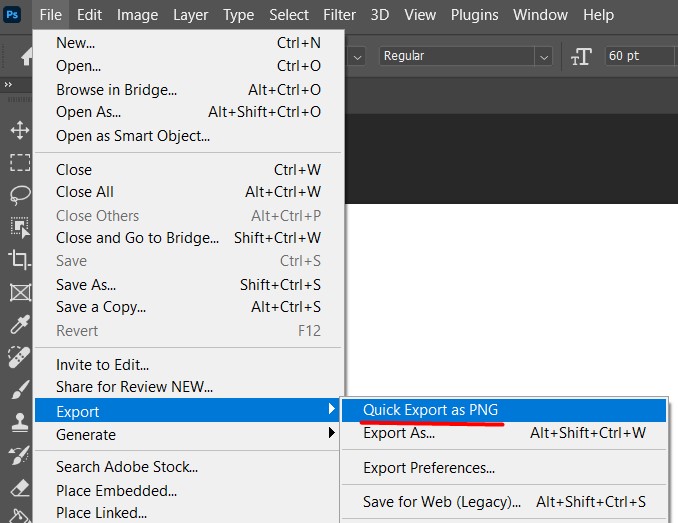 Ps File Edit Image Layer Type Select Filter 3D View Plugins Window Help
Regular 60 pt
New... Ctrl+N
Open... Ctrl+O
Browse in Bridge... Alt+Ctrl+O
Open As... Alt+Shift+Ctrl+O
Open as Smart Object...
Close Ctrl+W
Close All Alt+Ctrl+W
Close Others Alt+Ctrl+P
Close and Go to Bridge... Shift+Ctrl+W
Save Ctrl+S
Save As... Shift+Ctrl+S
Save a Copy... Alt+Ctrl+S
Revert F12
Invite to Edit...
Share for Review NEW...
Export
Generate
Search Adobe Stock...
Place Embedded...
Place Linked...
Quick Export as PNG
Export As... Alt+Shift+Ctrl+W
Export Preferences...
Save for Web (Legacy)... Alt+Shift+Ctrl+S